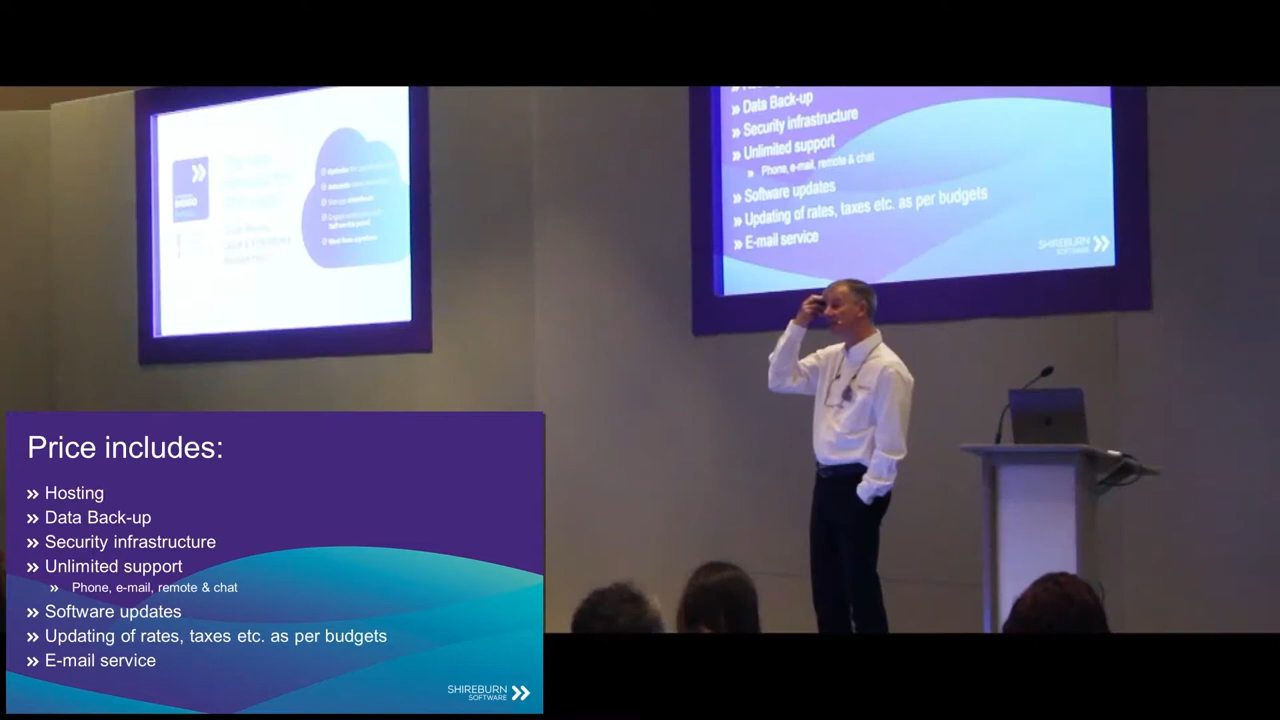 INDIGO
Data Back-up
Security infrastructure
Unlimited support
Phone, e-mail, remote & chat
Software updates
Updating of rates, taxes etc. as per budgets
E-mail service
SHIREBURN
SOFTWARE
Price includes:
Hosting
Data Back-up
Security infrastructure
Unlimited support
Phone, e-mail, remote & chat
Software updates
Updating of rates, taxes etc. as per budgets
E-mail service
SHIREBURN
SOFTWARE